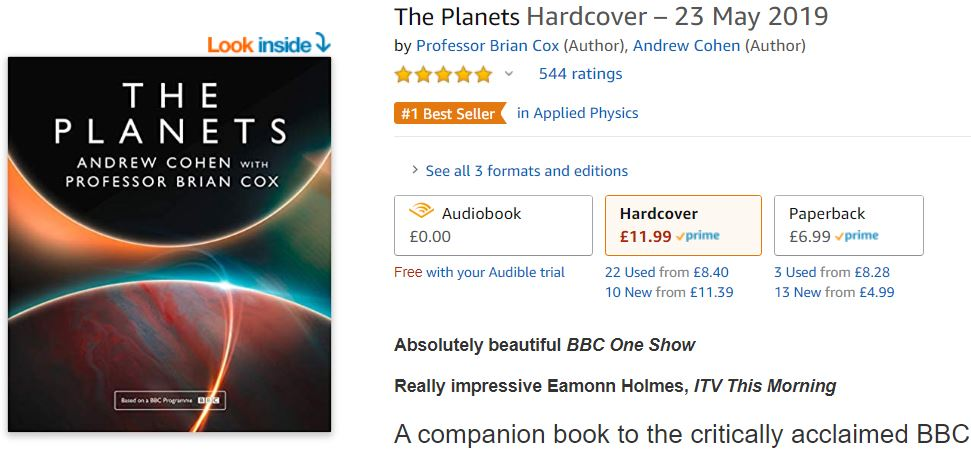 Look inside
THE
PLANETS
ANDREW COHEN WITH
PROFESSOR BRIAN COX
Based on a BBC Programme BBC
The Planets Hardcover – 23 May 2019
by Professor Brian Cox (Author), Andrew Cohen (Author)
544 ratings
#1 Best Seller in Applied Physics
See all 3 formats and editions
Audiobook
£0.00
Free with your Audible trial
Hardcover
£11.99 prime
22 Used from £8.40
10 New from £11.39
Paperback
£6.99 prime
3 Used from £8.28
13 New from £4.99
Absolutely beautiful BBC One Show
Really impressive Eamonn Holmes, ITV This Morning
A companion book to the critically acclaimed BBC